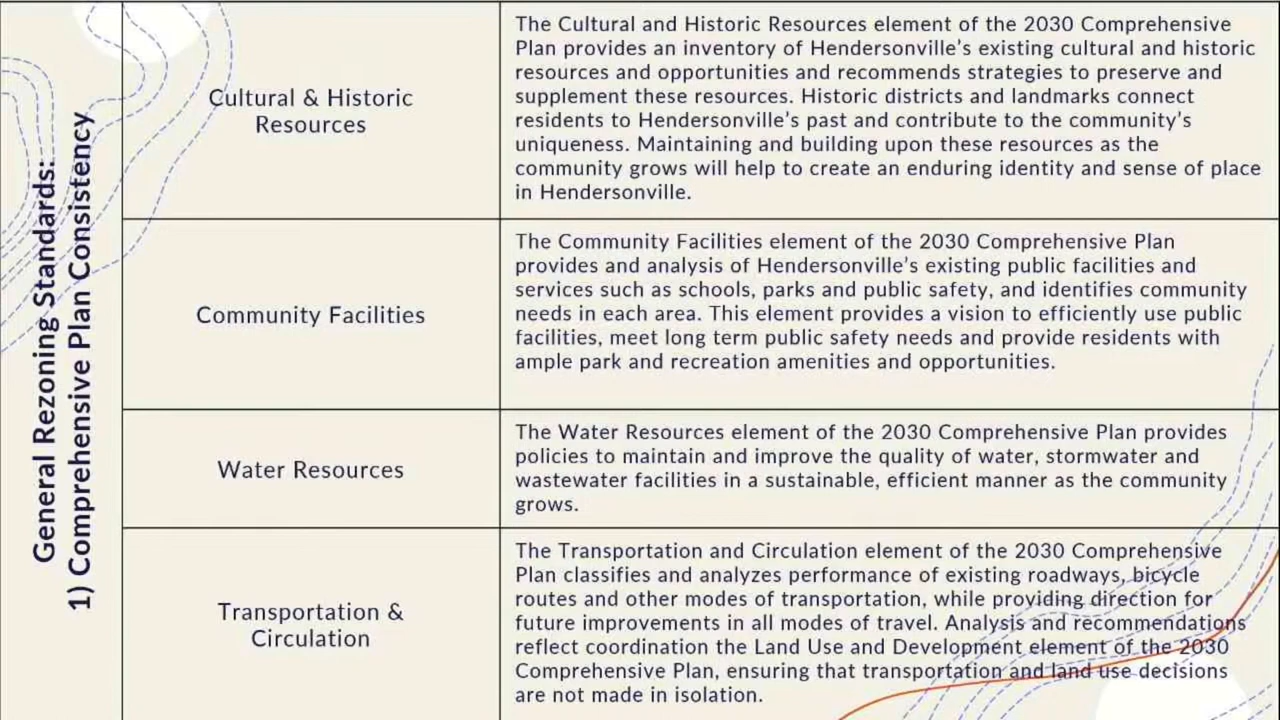 General Rezoning Standards:
1) Comprehensive Plan Consistency
Cultural & Historic
Resources
The Cultural and Historic Resources element of the 2030 Comprehensive
Plan provides an inventory of Hendersonville's existing cultural and historic
resources and opportunities and recommends strategies to preserve and
supplement these resources. Historic districts and landmarks connect
residents to Hendersonville's past and contribute to the community's
uniqueness. Maintaining and building upon these resources as the
community grows will help to create an enduring identity and sense of place
in Hendersonville.
Community Facilities
The Community Facilities element of the 2030 Comprehensive Plan
provides and analysis of Hendersonville's existing public facilities and
services such as schools, parks and public safety, and identifies community
needs in each area. This element provides a vision to efficiently use public
facilities, meet long term public safety needs and provide residents with
ample park and recreation amenities and opportunities.
Water Resources
The Water Resources element of the 2030 Comprehensive Plan provides
policies to maintain and improve the quality of water, stormwater and
wastewater facilities in a sustainable, efficient manner as the community
grows.
Transportation &
Circulation
The Transportation and Circulation element of the 2030 Comprehensive
Plan classifies and analyzes performance of existing roadways, bicycle
routes and other modes of transportation, while providing direction for
future improvements in all modes of travel. Analysis and recommendations
reflect coordination the Land Use and Development element of the 2030
Comprehensive Plan, ensuring that transportation and land use decisions
are not made in isolation.